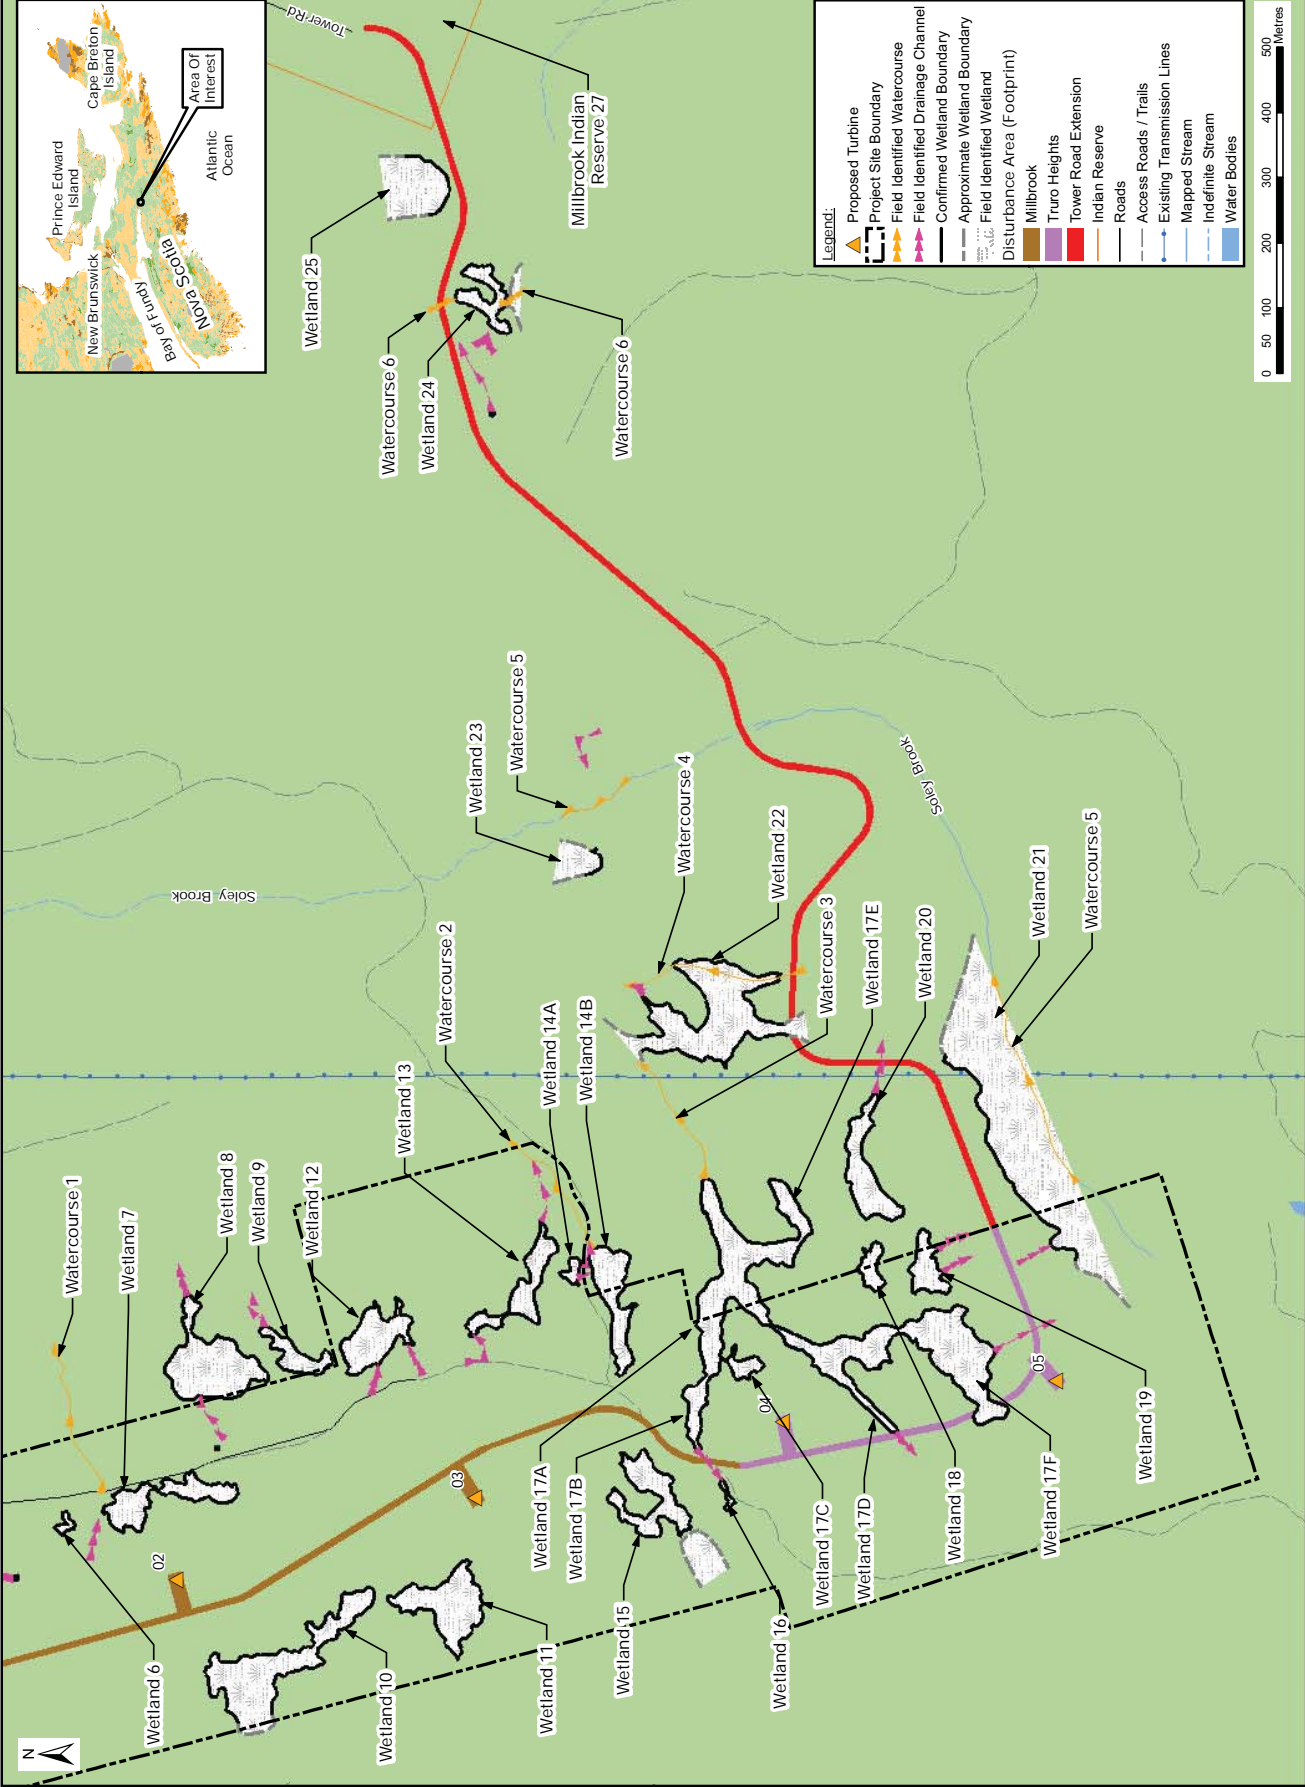 N
Prince Edward
Island
Cape Breton
Island
New Brunswick
Area Of
Interest
Bay of Fundy
Nova Scotia
Atlantic
Ocean
Tower Rd
Millbrook Indian
Reserve 27
Wetland 25
Watercourse 6
Wetland 24
Watercourse 6
Wetland 23
Watercourse 5
Soley Brook
Soley Brook
Watercourse 4
Wetland 22
Watercourse 2
Watercourse 3
Wetland 17E
Wetland 20
Wetland 21
Watercourse 5
Wetland 14A
Wetland 14B
Wetland 13
Watercourse 1
Wetland 7
Wetland 8
Wetland 9
Wetland 12
02
03
04
05
Wetland 6
Wetland 10
Wetland 11
Wetland 17A
Wetland 17B
Wetland 15
Wetland 16
Wetland 17C
Wetland 17D
Wetland 18
Wetland 17F
Wetland 19
Legend:
Proposed Turbine
Project Site Boundary
Field Identified Watercourse
Field Identified Drainage Channel
Confirmed Wetland Boundary
Approximate Wetland Boundary
Field Identified Wetland
Disturbance Area (Footprint)
Millbrook
Truro Heights
Tower Road Extension
Indian Reserve
Roads
Access Roads / Trails
Existing Transmission Lines
Mapped Stream
Indefinite Stream
Water Bodies
0 50 100 200 300 400 500
Metres